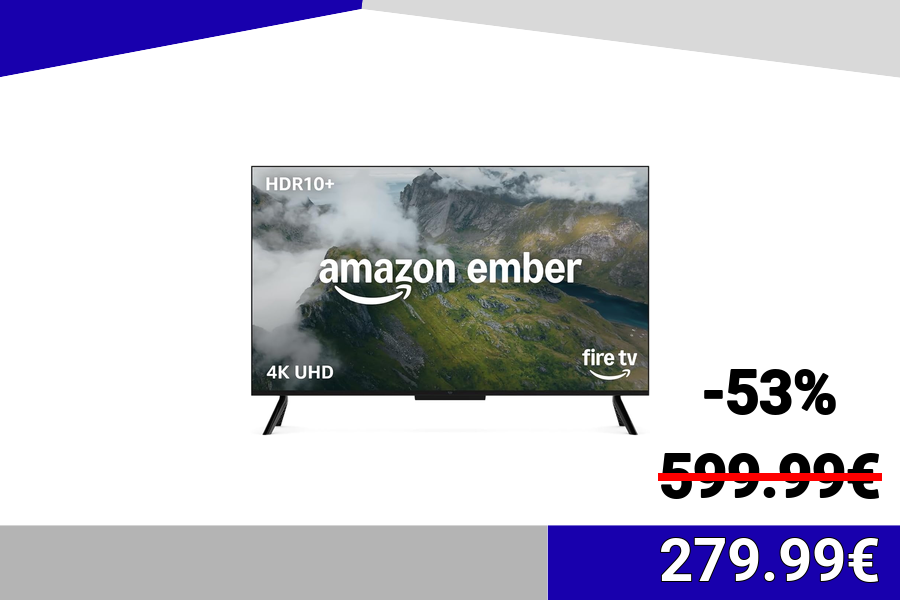 HDR10+
amazon ember
4K UHD
fire tv
-53%
599.99€
279.99€